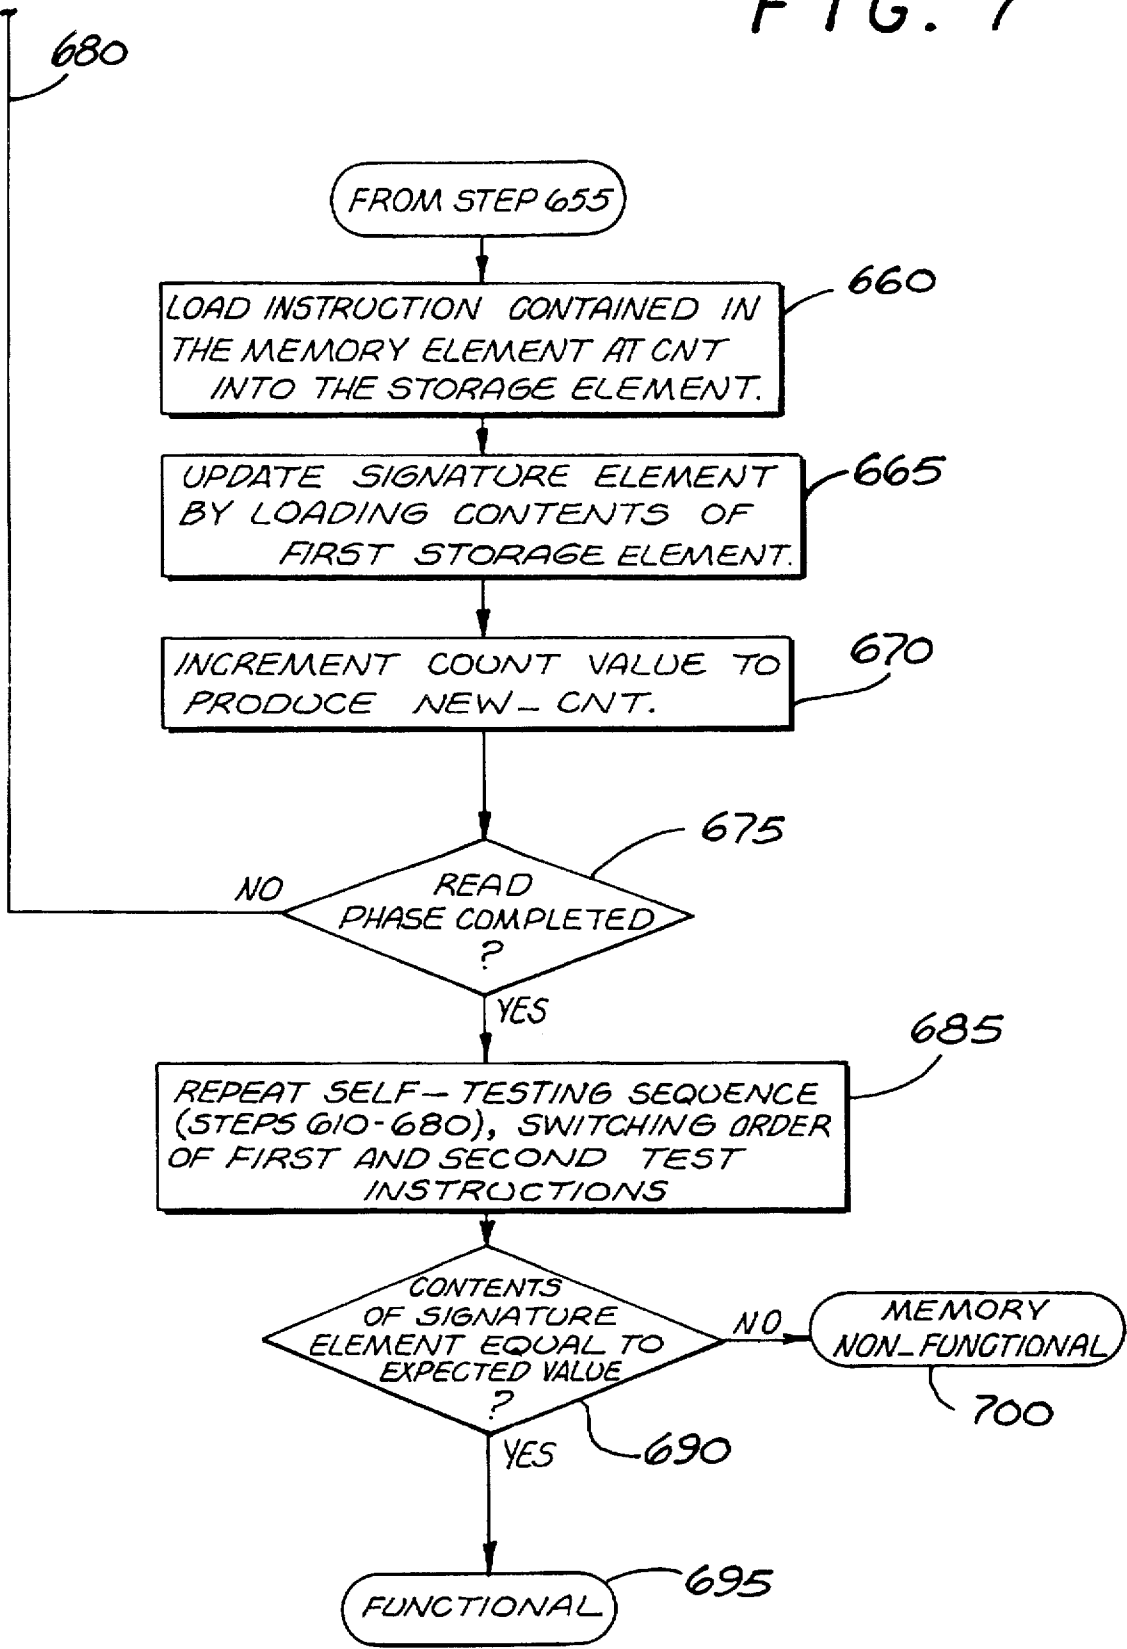 FIG. 7
680
FROM STEP 655
660
LOAD INSTRUCTION CONTAINED IN
THE MEMORY ELEMENT AT CNT
INTO THE STORAGE ELEMENT.
UPDATE SIGNATURE ELEMENT
BY LOADING CONTENTS OF
FIRST STORAGE ELEMENT.
665
INCREMENT COUNT VALUE TO
PRODUCE NEW_CNT.
670
675
NO
READ
PHASE COMPLETED
?
YES
685
REPEAT SELF-TESTING SEQUENCE
(STEPS 610-680), SWITCHING ORDER
OF FIRST AND SECOND TEST
INSTRUCTIONS
CONTENTS
OF SIGNATURE
ELEMENT EQUAL TO
EXPECTED VALUE
?
NO
MEMORY
NON_FUNCTIONAL
700
690
YES
FUNCTIONAL
695